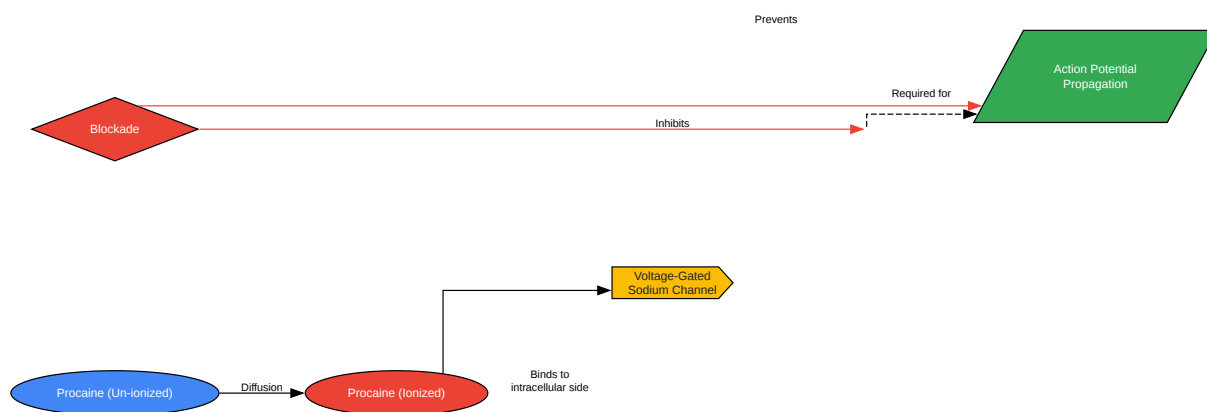 Prevents
Action Potential
Propagation
Required for
Blockade
Inhibits
Voltage-Gated
Sodium Channel
Binds to
intracellular side
Procaine (Un-ionized)
Diffusion
Procaine (Ionized)